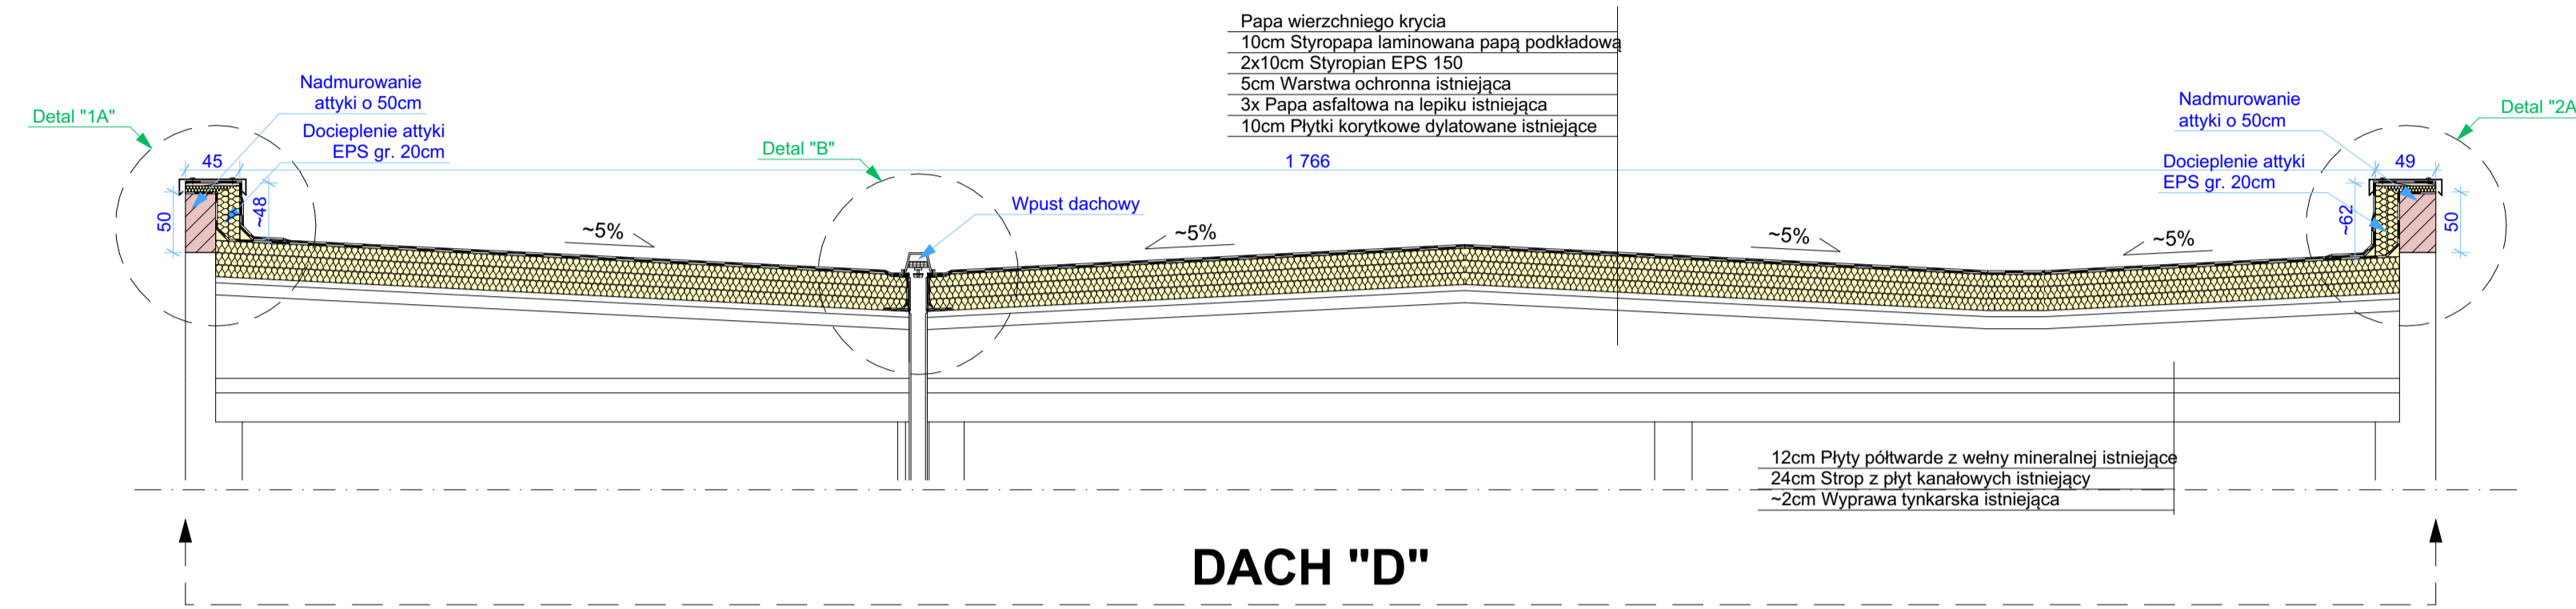 Papa wierzchniego krycia
10cm Styropapa laminowana papą podkładową
2x10cm Styropian EPS 150
5cm Warstwa ochronna istniejąca
3x Papa asfaltowa na lepiku istniejąca
10cm Płytki korytkowe dylatowane istniejące
Nadmurowanie
attyki o 50cm
Detal "1A"
Docieplenie attyki
EPS gr. 20cm
45
50
~48
Detal "B"
1 766
Wpust dachowy
~5%
~5%
~5%
~5%
Nadmurowanie
attyki o 50cm
Detal "2A
Docieplenie attyki
EPS gr. 20cm
49
~62
50
12cm Płyty półtwarde z wełny mineralnej istniejące
24cm Strop z płyt kanałowych istniejący
~2cm Wyprawa tynkarska istniejąca
DACH "D"